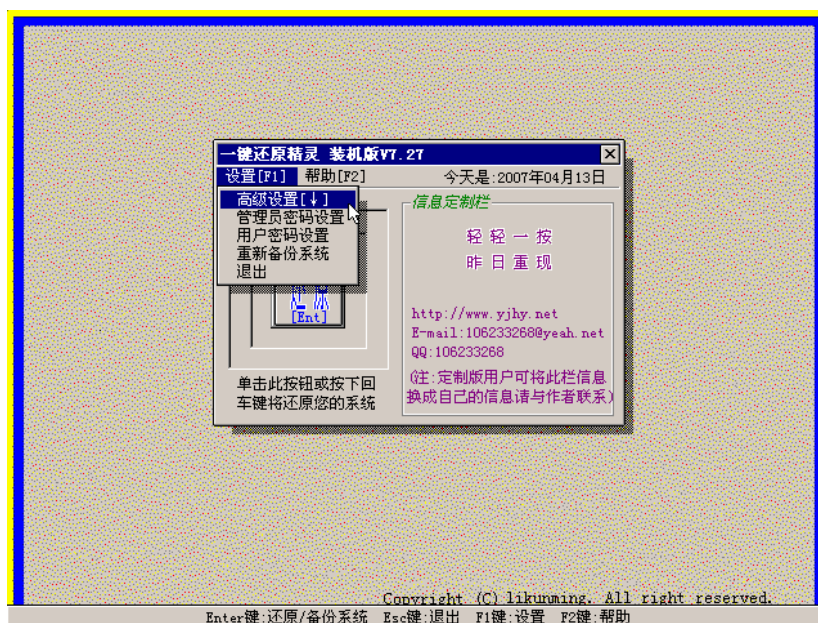 一键还原精灵 装机版V7.27
设置[F1] 帮助[F2] 今天是:2007年04月13日
高级设置[↓]
管理员密码设置
用户密码设置
重新备份系统
退出
[Ent]
单击此按钮或按下回
车键将还原您的系统
信息定制栏
轻轻一按
昨日重现
http://www.yjhy.net
E-mail:106233268@yeah.net
QQ:106233268
(注:定制版用户可将此栏信息
换成自己的信息请与作者联系)
Copyright (C) likunming. All right reserved.
Enter键:还原/备份系统 Esc键:退出 F1键:设置 F2键:帮助